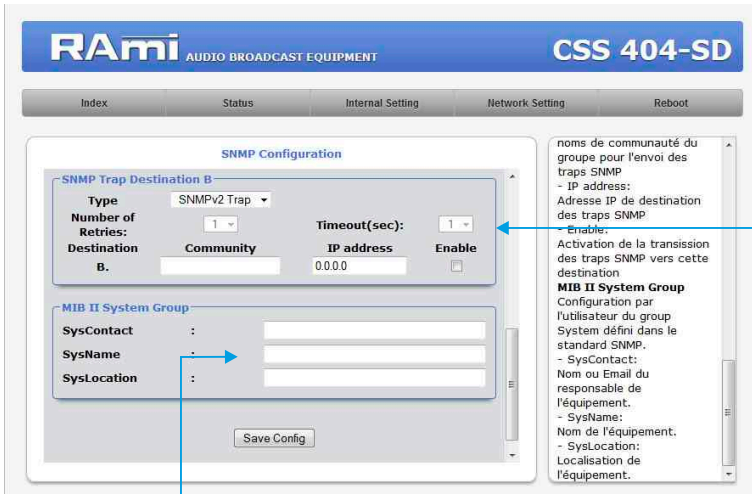 RAmi AUDIO BROADCAST EQUIPMENT CSS 404-SD
Index Status Internal Setting Network Setting Reboot
SNMP Configuration
SNMP Trap Destination B
Type SNMPv2 Trap
Number of Retries: 1 Timeout(sec): 1
Destination Community IP address Enable
B. 0.0.0.0
MIB II System Group
SysContact :
SysName :
SysLocation :
Save Config
noms de communauté du
groupe pour l'envoi des
traps SNMP
- IP address:
Adresse IP de destination
des traps SNMP
- Enable:
Activation de la transission
des traps SNMP vers cette
destination
MIB II System Group
Configuration par
l'utilisateur du group
System défini dans le
standard SNMP.
- SysContact:
Nom ou Email du
responsable de
l'équipement.
- SysName:
Nom de l'équipement.
- SysLocation:
Localisation de
l'équipement.